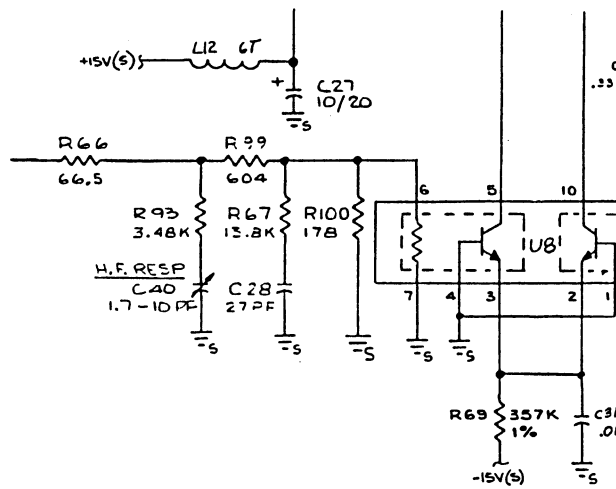 L12 6T
+15V(S)
+
C27
10/20
S
.33
R66
66.5
R99
604
R93
3.48K
R67
13.8K
R100
178
H.F. RESP
C40
1.7-10 PF
C28
27PF
S
S
S
S
S
6
5
10
U8
7
4
3
2
1
R69
357K
1%
-15V(S)
S